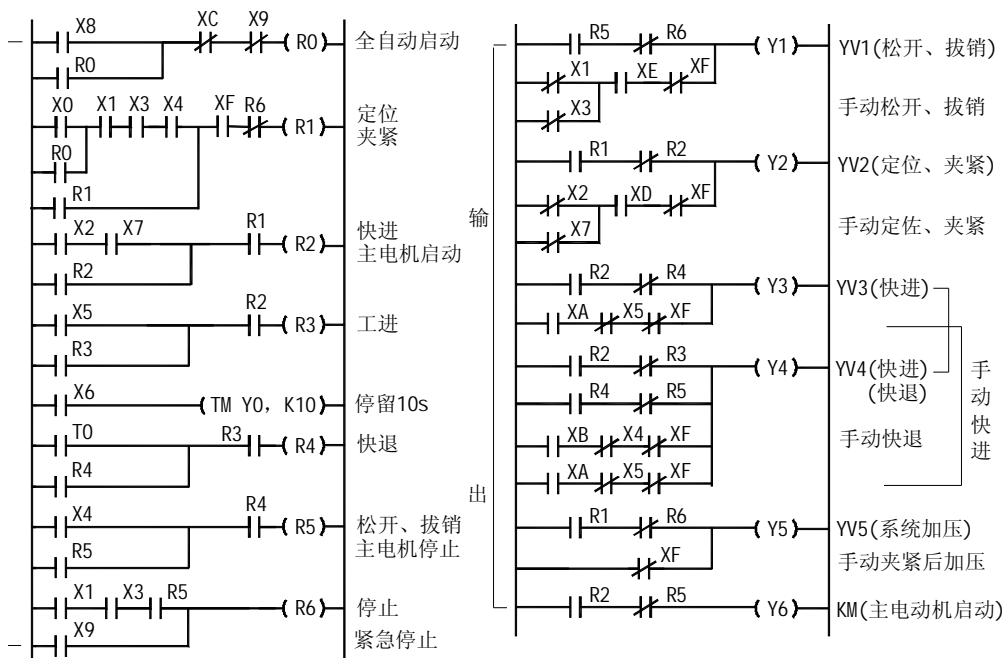 X8 XC X9 R0 全自动启动
R0
X0 X1 X3 X4 XF R6 R1 定位
夹紧
R0
R1
X2 X7 R1 R2 快进
主电机启动
R2
X5 R2 R3 工进
R3
X6 TM Y0, K10 停留10s
T0 R3 R4 快退
R4
X4 R4 R5 松开、拔销
主电机停止
R5
X1 X3 R5 R6 停止
X9 紧急停止
输
出
R5 R6 Y1 YV1(松开、拔销)
X1 XE XF
X3 手动松开、拔销
R1 R2 Y2 YV2(定位、夹紧)
X2 XD XF
X7 手动定佐、夹紧
R2 R4 Y3 YV3(快进)
XA X5 XF
R2 R3 Y4 YV4(快进)
(快退)
R4 R5
XB X4 XF 手动快退
XA X5 XF
手动快进
R1 R6 Y5 YV5(系统加压)
XF 手动夹紧后加压
R2 R5 Y6 KM(主电动机启动)